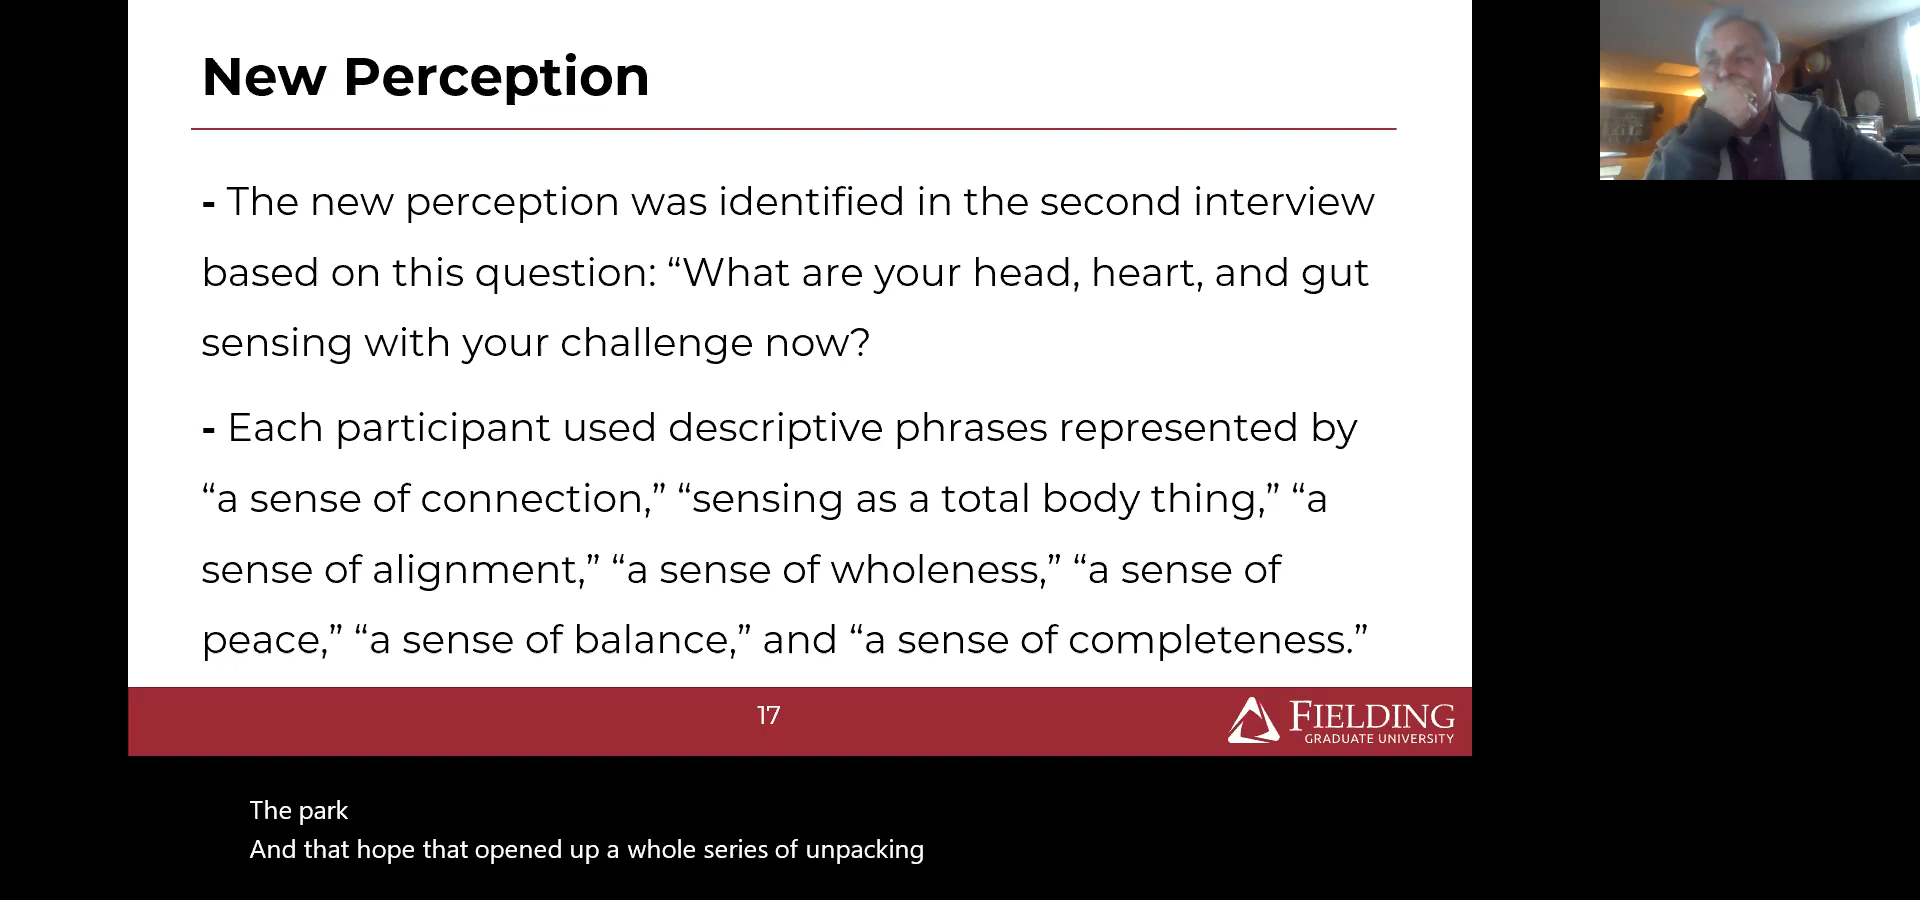 New Perception
- The new perception was identified in the second interview
based on this question: “What are your head, heart, and gut
sensing with your challenge now?
- Each participant used descriptive phrases represented by
“a sense of connection,” “sensing as a total body thing,” “a
sense of alignment,” “a sense of wholeness,” “a sense of
peace,” “a sense of balance,” and “a sense of completeness.”
17
FIELDING
GRADUATE UNIVERSITY
The park
And that hope that opened up a whole series of unpacking